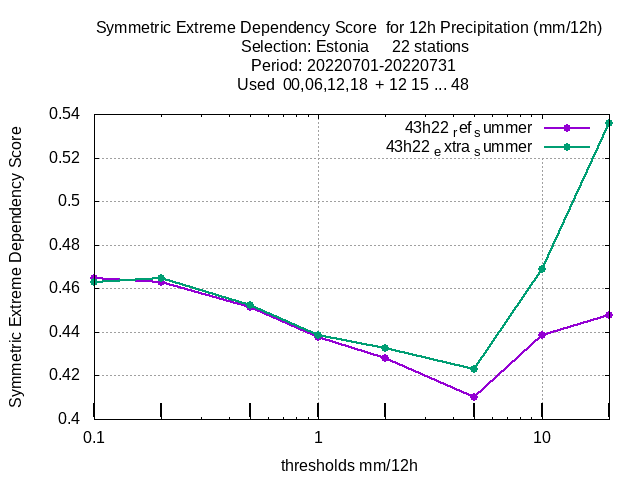 Symmetric Extreme Dependency Score for 12h Precipitation (mm/12h)
Selection: Estonia 22 stations
Period: 20220701-20220731
Used 00,06,12,18 + 12 15 ... 48
43h22 ref summer
43h22 extra summer
Symmetric Extreme Dependency Score
0.54
0.52
0.5
0.48
0.46
0.44
0.42
0.4
0.1 1 10
thresholds mm/12h